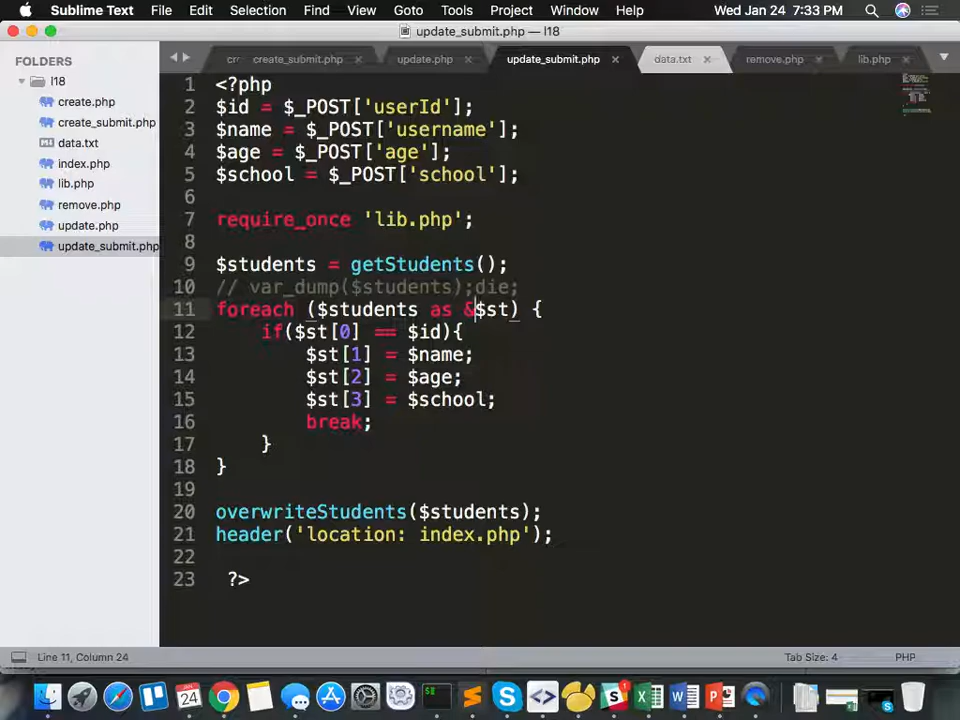 Sublime Text File Edit Selection Find View Goto Tools Project Window Help Wed Jan 24 7:33 PM
update_submit.php — l18
FOLDERS
l18
create.php
create_submit.php
data.txt
index.php
lib.php
remove.php
update.php
update_submit.php
cr create_submit.php update.php update_submit.php data.txt remove.php lib.php
1 <?php
2 $id = $_POST['userId'];
3 $name = $_POST['username'];
4 $age = $_POST['age'];
5 $school = $_POST['school'];
6
7 require_once 'lib.php';
8
9 $students = getStudents();
10 // var_dump($students);die;
11 foreach ($students as &$st) {
12 if($st[0] == $id){
13 $st[1] = $name;
14 $st[2] = $age;
15 $st[3] = $school;
16 break;
17 }
18 }
19
20 overwriteStudents($students);
21 header('location: index.php');
22
23 ?>
Line 11, Column 24 Tab Size: 4 PHP